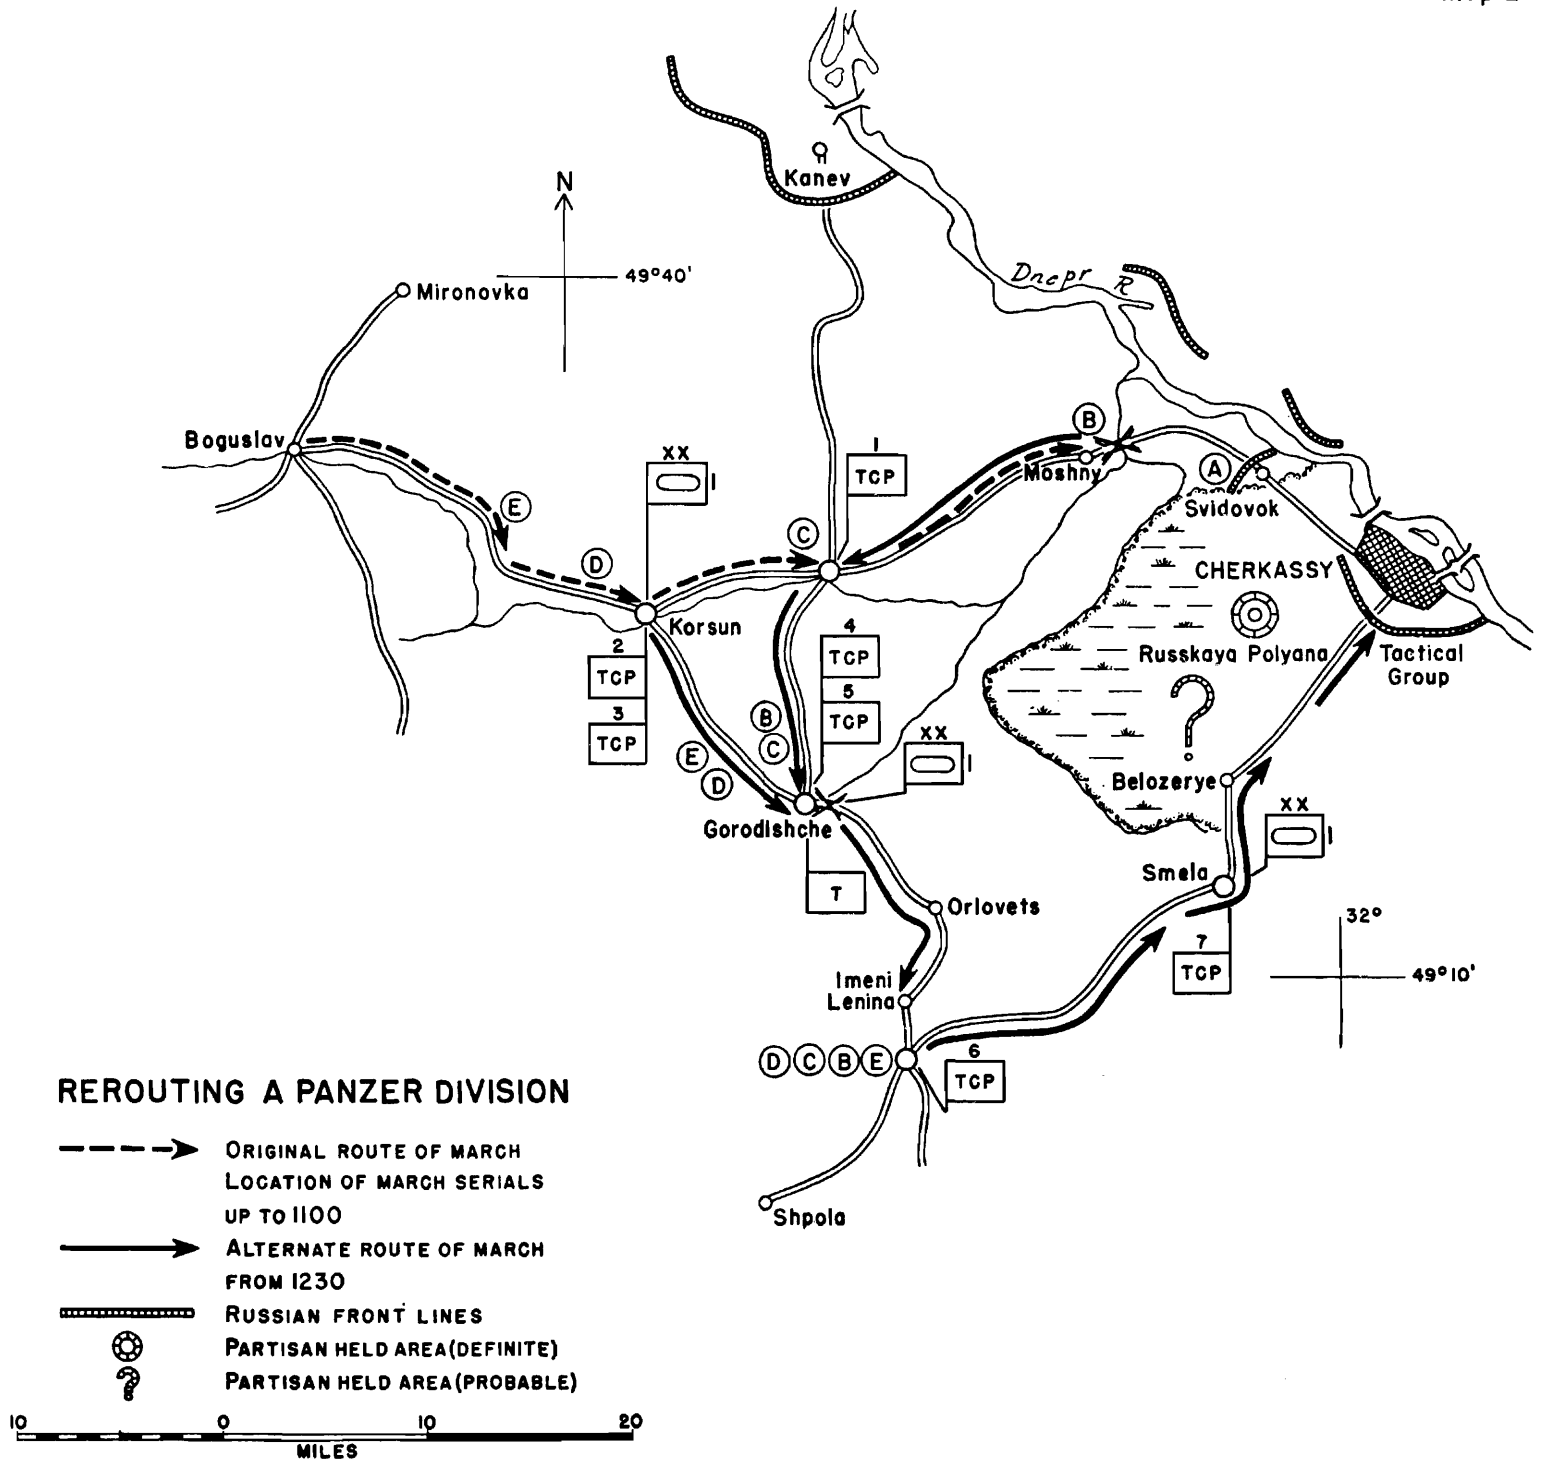 N
Kanev
49°40'
Mironovka
Dnepr R
Boguslav
XX
I
1
TCP
B
Moshny
A
Svidovok
E
C
D
CHERKASSY
Korsun
2
TCP
3
TCP
4
TCP
5
TCP
Russkaya Polyana
Tactical
Group
B
C
E
D
XX
I
Belozerye
Gorodishche
XX
I
Smela
T
Orlovets
32°
7
TCP
49°10'
Imeni
Lenina
D C B E
6
TCP
Shpola
REROUTING A PANZER DIVISION
ORIGINAL ROUTE OF MARCH
LOCATION OF MARCH SERIALS
UP TO 1100
ALTERNATE ROUTE OF MARCH
FROM 1230
RUSSIAN FRONT LINES
PARTISAN HELD AREA(DEFINITE)
PARTISAN HELD AREA(PROBABLE)
10 0 10 20
MILES